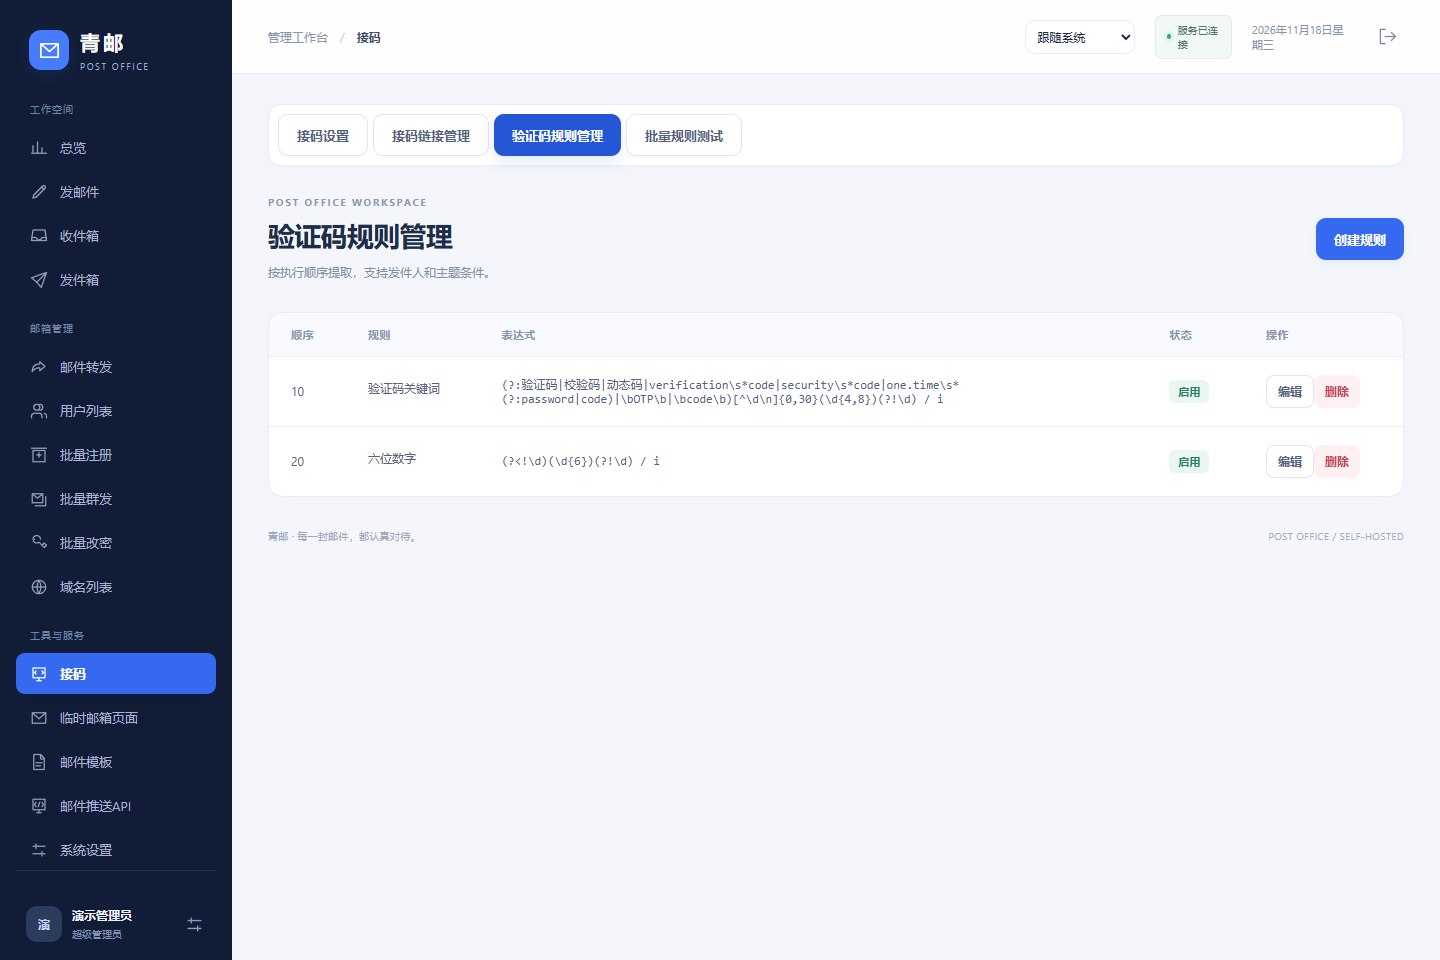 青邮
POST OFFICE
工作空间
总览
发邮件
收件箱
发件箱
邮箱管理
邮件转发
用户列表
批量注册
批量群发
批量改密
域名列表
工具与服务
接码
临时邮箱页面
邮件模板
邮件推送API
系统设置
演
演示管理员
超级管理员
管理工作台 / 接码
跟随系统
服务已连
接
2026年11月18日星
期三
接码设置
接码链接管理
验证码规则管理
批量规则测试
POST OFFICE WORKSPACE
验证码规则管理
按执行顺序提取，支持发件人和主题条件。
创建规则
顺序 规则 表达式 状态 操作
10 验证码关键词
(?:验证码|校验码|动态码|verification\s*code|security\s*code|one.time\s*
(?:password|code)|\bOTP\b|\bcode\b)[^\d\n]{0,30}(\d{4,8})(?!\d) / i
启用 编辑 删除
20 六位数字 (?<!\d)(\d{6})(?!\d) / i 启用 编辑 删除
青邮 · 每一封邮件，都认真对待。
POST OFFICE / SELF-HOSTED